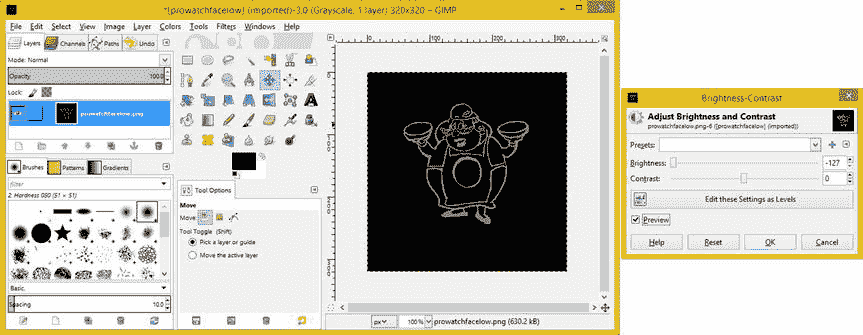 *[prowatchfacelow] (imported)-3.0 (Grayscale, 1 layer) 320x320 – GIMP
File Edit Select View Image Layer Colors Tools Filters Windows Help
Layers Channels Paths Undo
Mode: Normal
Opacity 100.0
Lock:
prowatchfacelow.png
Brushes Patterns Gradients
filter
2. Hardness 050 (51 × 51)
Basic,
Spacing 10.0
Tool Options
Move
Move:
Tool Toggle (Shift)
Pick a layer or guide
Move the active layer
0 100 200 300
px 100% prowatchfacelow.png (630.2 kB)
Brightness-Contrast
Adjust Brightness and Contrast
prowatchfacelow.png-6 ([prowatchfacelow] (imported))
Presets:
Brightness: -127
Contrast: 0
Edit these Settings as Levels
Preview
Help Reset OK Cancel